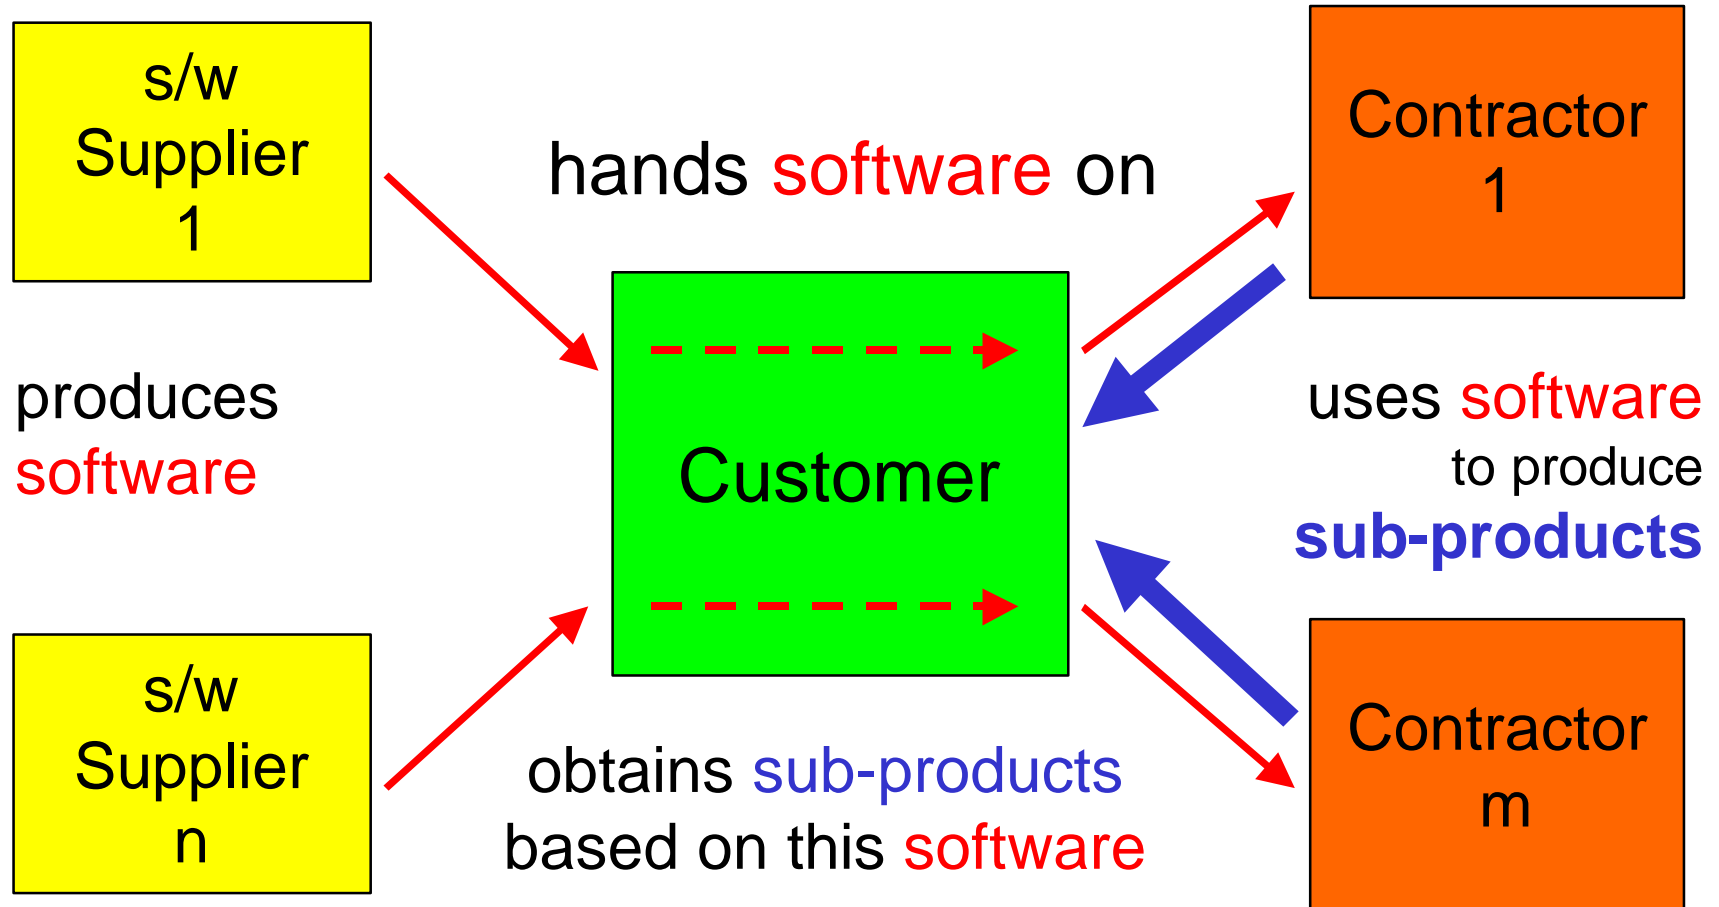 s/w
Supplier
1
hands software on
Contractor
1
produces
software
Customer
uses software
to produce
sub-products
s/w
Supplier
n
obtains sub-products
based on this software
Contractor
m